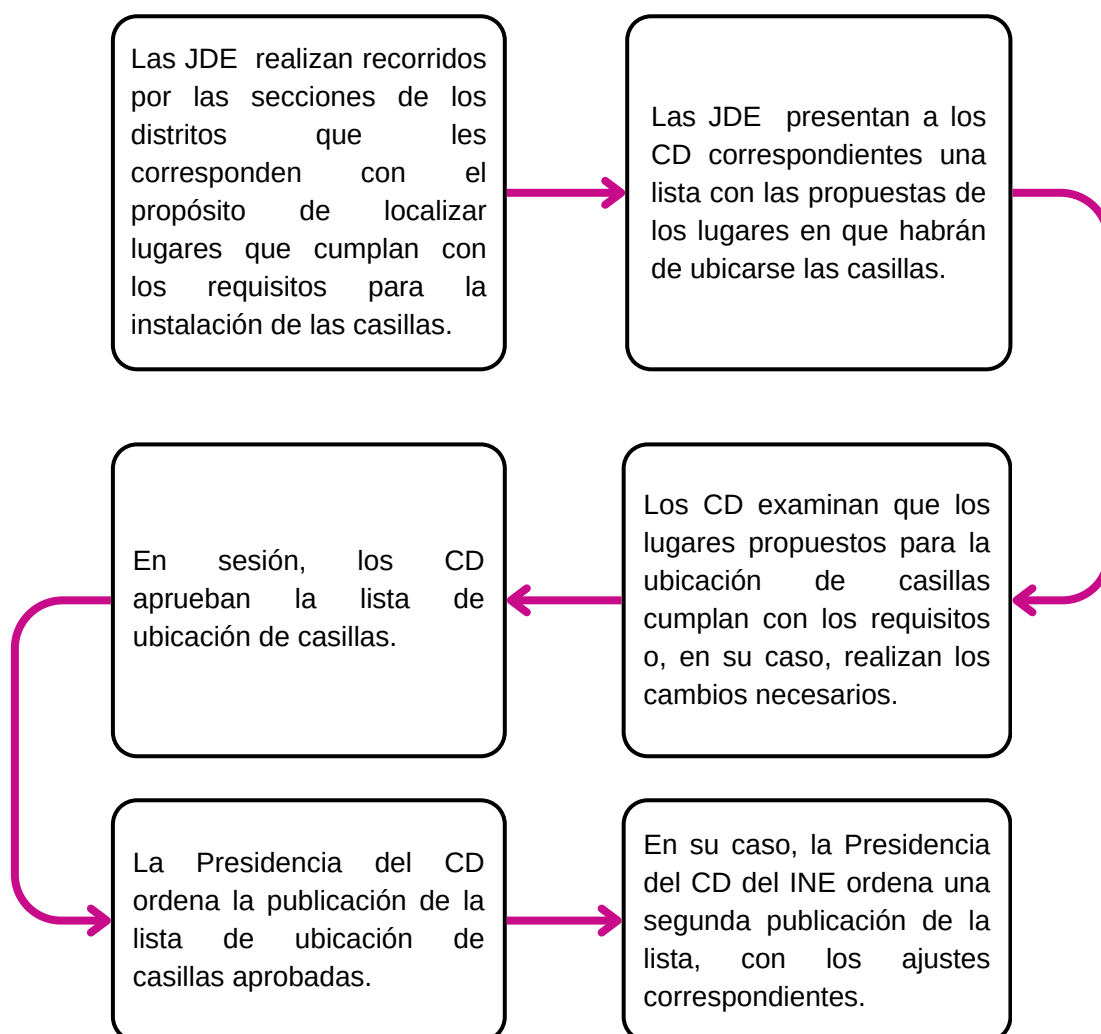 Las JDE realizan recorridos
por las secciones de los
distritos que les
corresponden con el
propósito de localizar
lugares que cumplan con
los requisitos para la
instalación de las casillas.
Las JDE presentan a los
CD correspondientes una
lista con las propuestas de
los lugares en que habrán
de ubicarse las casillas.
Los CD examinan que los
lugares propuestos para la
ubicación de casillas
cumplan con los requisitos
o, en su caso, realizan los
cambios necesarios.
En sesión, los CD
aprueban la lista de
ubicación de casillas.
La Presidencia del CD
ordena la publicación de la
lista de ubicación de
casillas aprobadas.
En su caso, la Presidencia
del CD del INE ordena una
segunda publicación de la
lista, con los ajustes
correspondientes.